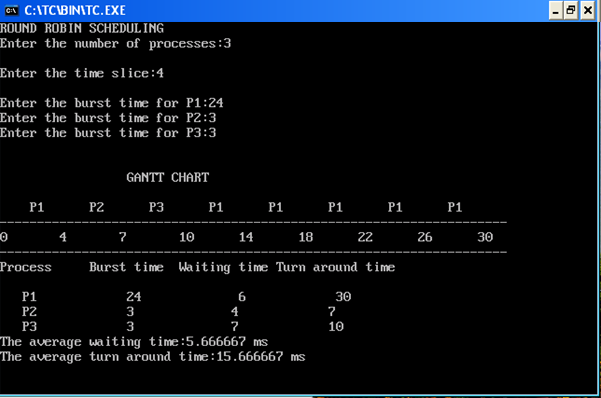 C:\TC\BIN\TC.EXE
ROUND ROBIN SCHEDULING
Enter the number of processes:3
Enter the time slice:4
Enter the burst time for P1:24
Enter the burst time for P2:3
Enter the burst time for P3:3
GANTT CHART
P1 P2 P3 P1 P1 P1 P1 P1
0 4 7 10 14 18 22 26 30
Process Burst time Waiting time Turn around time
P1 24 6 30
P2 3 4 7
P3 3 7 10
The average waiting time:5.666667 ms
The average turn around time:15.666667 ms